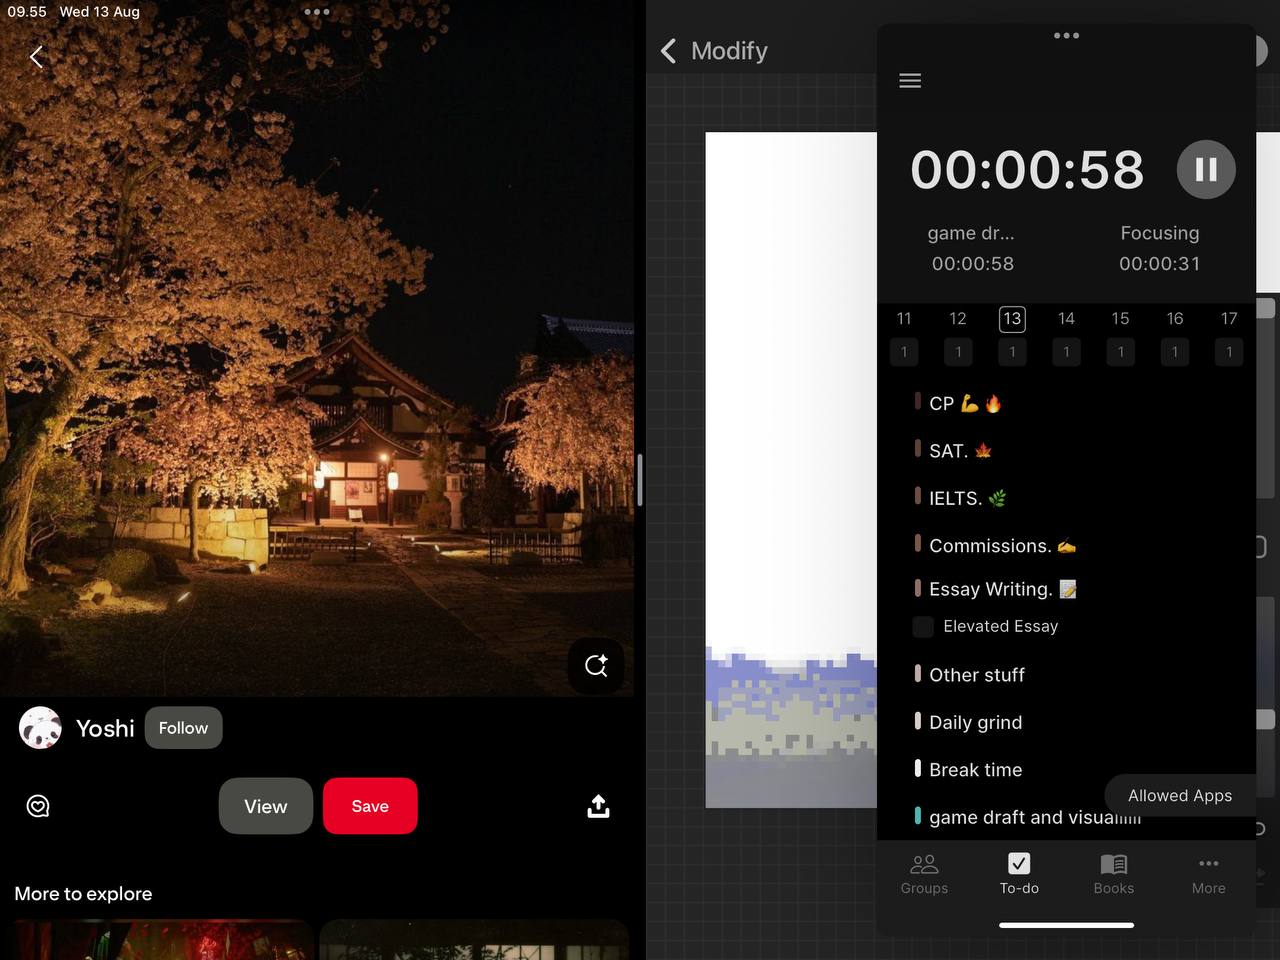 09.55 Wed 13 Aug
Yoshi
Follow
View
Save
More to explore
Modify
00:00:58
game dr... Focusing
00:00:58 00:00:31
11 12 13 14 15 16 17
1 1 1 1 1 1 1
CP 💪🔥
SAT. 🍁
IELTS. 🌿
Commissions. ✍️
Essay Writing. 📝
Elevated Essay
Other stuff
Daily grind
Break time
Allowed Apps
game draft and visualllll
Groups To-do Books More